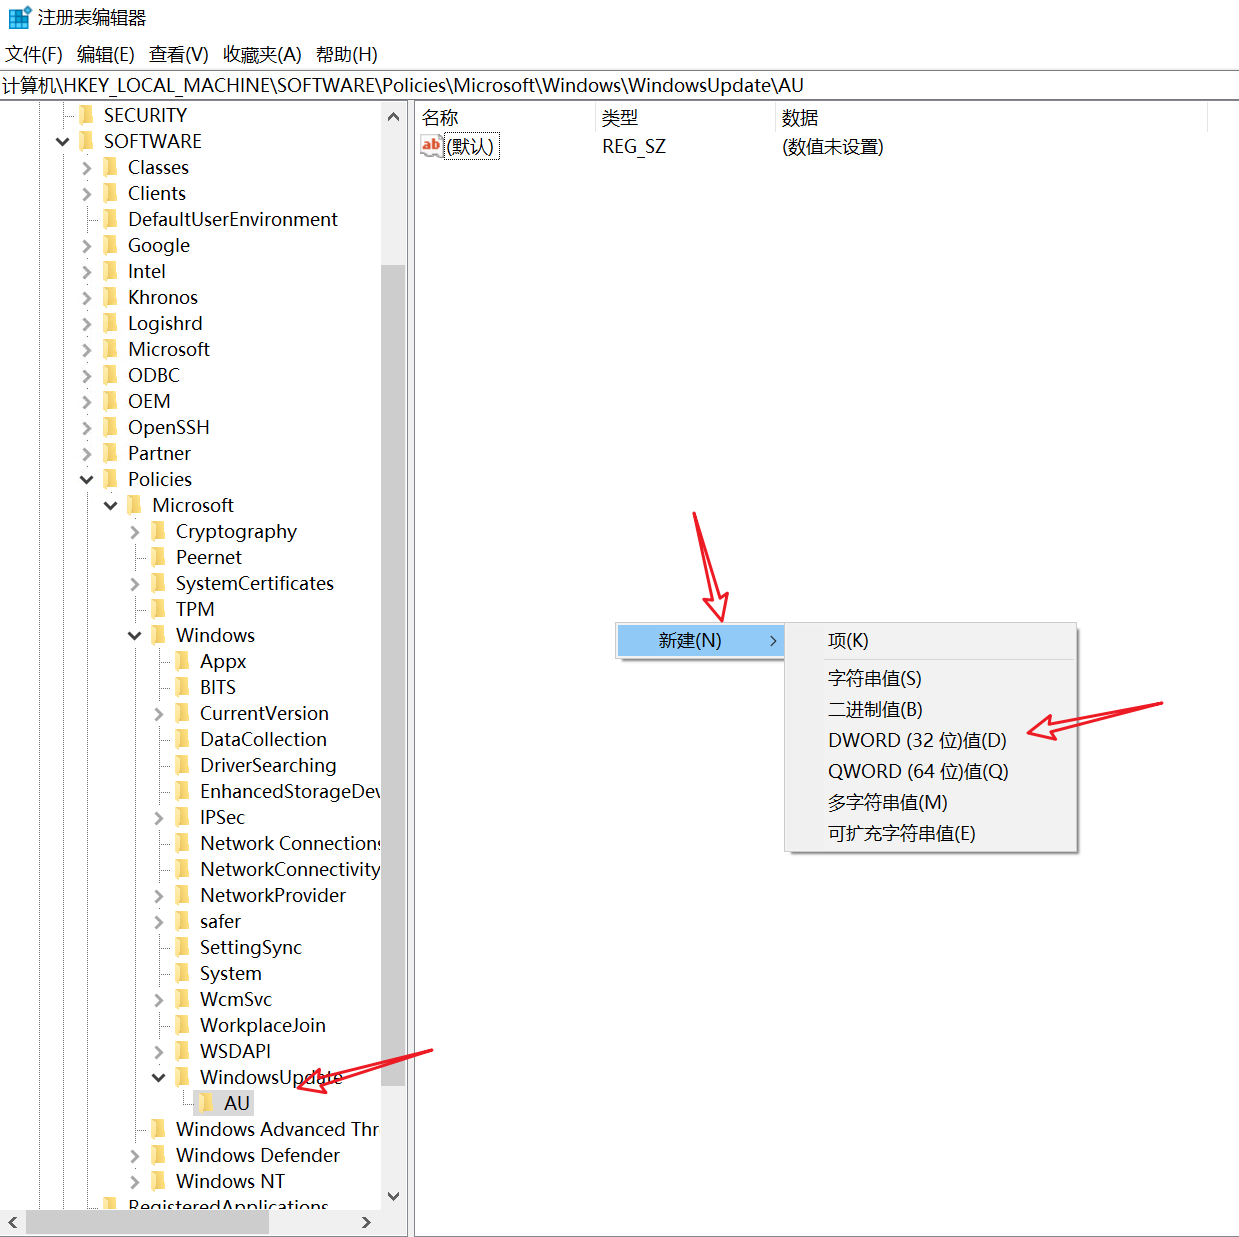 注册表编辑器
文件(F) 编辑(E) 查看(V) 收藏夹(A) 帮助(H)
计算机\HKEY_LOCAL_MACHINE\SOFTWARE\Policies\Microsoft\Windows\WindowsUpdate\AU
SECURITY
SOFTWARE
Classes
Clients
DefaultUserEnvironment
Google
Intel
Khronos
Logishrd
Microsoft
ODBC
OEM
OpenSSH
Partner
Policies
Microsoft
Cryptography
Peernet
SystemCertificates
TPM
Windows
Appx
BITS
CurrentVersion
DataCollection
DriverSearching
EnhancedStorageDev
IPSec
Network Connections
NetworkConnectivity
NetworkProvider
safer
SettingSync
System
WcmSvc
WorkplaceJoin
WSDAPI
WindowsUpdate
AU
Windows Advanced Thr
Windows Defender
Windows NT
RegisteredApplications
名称 类型 数据
ab (默认) REG_SZ (数值未设置)
新建(N)
项(K)
字符串值(S)
二进制值(B)
DWORD (32 位)值(D)
QWORD (64 位)值(Q)
多字符串值(M)
可扩充字符串值(E)